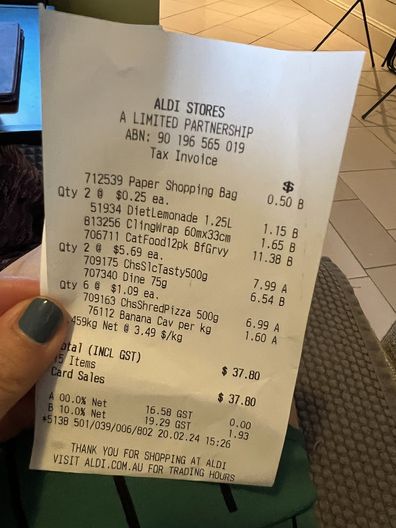 ALDI STORES
A LIMITED PARTNERSHIP
ABN: 90 196 565 019
Tax Invoice
$
712539 Paper Shopping Bag 0.50 B
Qty 2 @ $0.25 ea.
51934 DietLemonade 1.25L 1.15 B
813256 ClingWrap 60mx33cm 1.65 B
706711 CatFood12pk BfGrvy 11.38 B
Qty 2 @ $5.69 ea.
709175 ChsSlcTasty500g 7.99 A
707340 Dine 75g 6.54 B
Qty 6 @ $1.09 ea.
709163 ChsShredPizza 500g 6.99 A
76112 Banana Cav per kg 1.60 A
.459kg Net @ 3.49 $/kg
otal (INCL GST) $ 37.80
5 Items
Card Sales $ 37.80
A 00.0% Net 16.58 GST 0.00
B 10.0% Net 19.29 GST 1.93
*5138 501/039/006/802 20.02.24 15:26
THANK YOU FOR SHOPPING AT ALDI
VISIT ALDI.COM.AU FOR TRADING HOURS